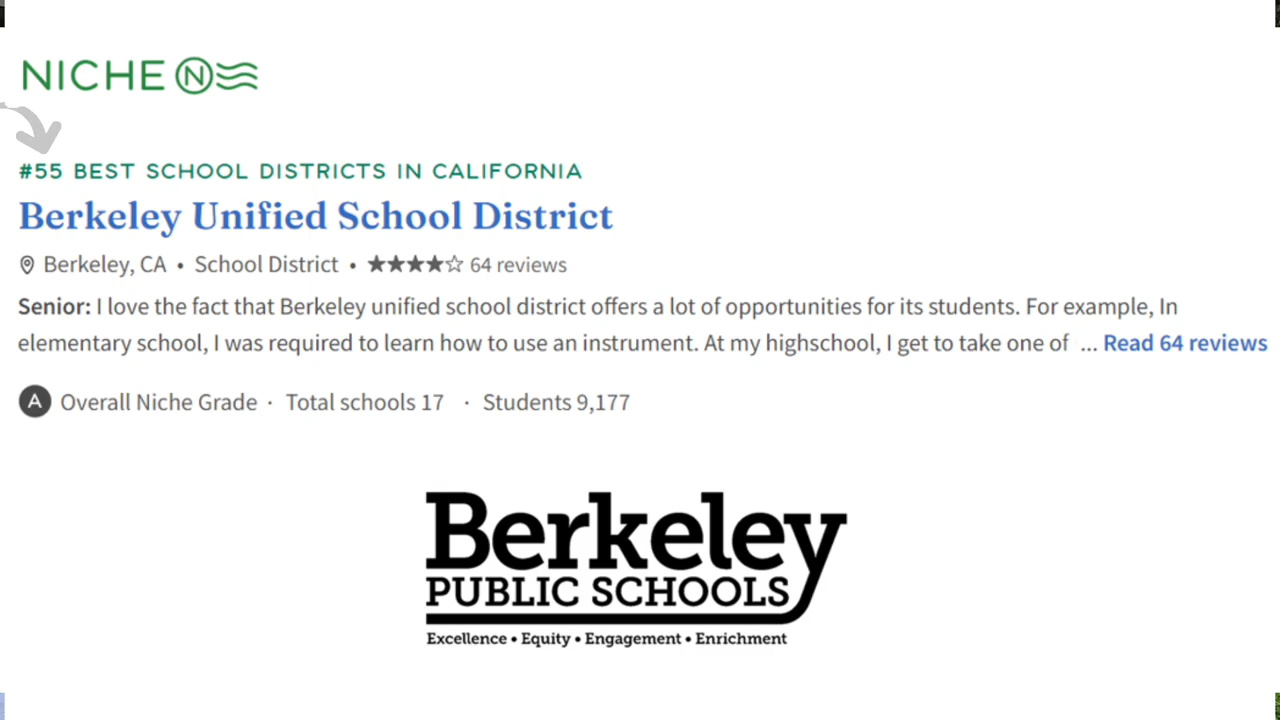 NICHE N
#55 BEST SCHOOL DISTRICTS IN CALIFORNIA
Berkeley Unified School District
Berkeley, CA • School District • ★★★★☆ 64 reviews
Senior: I love the fact that Berkeley unified school district offers a lot of opportunities for its students. For example, In
elementary school, I was required to learn how to use an instrument. At my highschool, I get to take one of ... Read 64 reviews
A Overall Niche Grade · Total schools 17 · Students 9,177
Berkeley
PUBLIC SCHOOLS
Excellence • Equity • Engagement • Enrichment